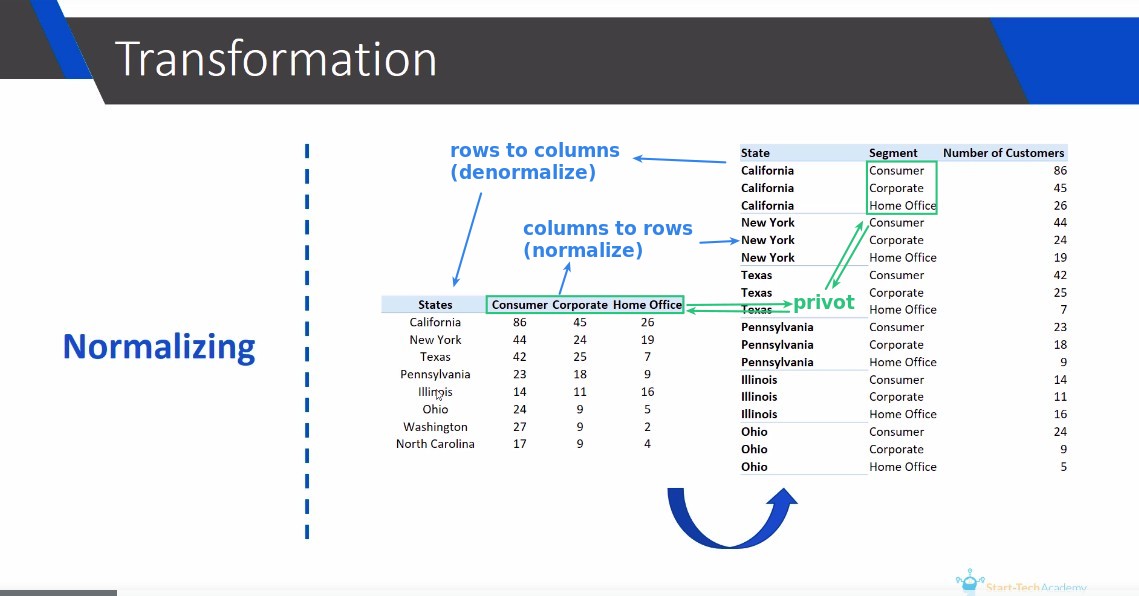 Transformation
Normalizing
rows to columns
(denormalize)
columns to rows
(normalize)
privot
States Consumer Corporate Home Office
California 86 45 26
New York 44 24 19
Texas 42 25 7
Pennsylvania 23 18 9
Illinois 14 11 16
Ohio 24 9 5
Washington 27 9 2
North Carolina 17 9 4
State Segment Number of Customers
California Consumer 86
California Corporate 45
California Home Office 26
New York Consumer 44
New York Corporate 24
New York Home Office 19
Texas Consumer 42
Texas Corporate 25
Texas Home Office 7
Pennsylvania Consumer 23
Pennsylvania Corporate 18
Pennsylvania Home Office 9
Illinois Consumer 14
Illinois Corporate 11
Illinois Home Office 16
Ohio Consumer 24
Ohio Corporate 9
Ohio Home Office 5
Start-TechAcademy